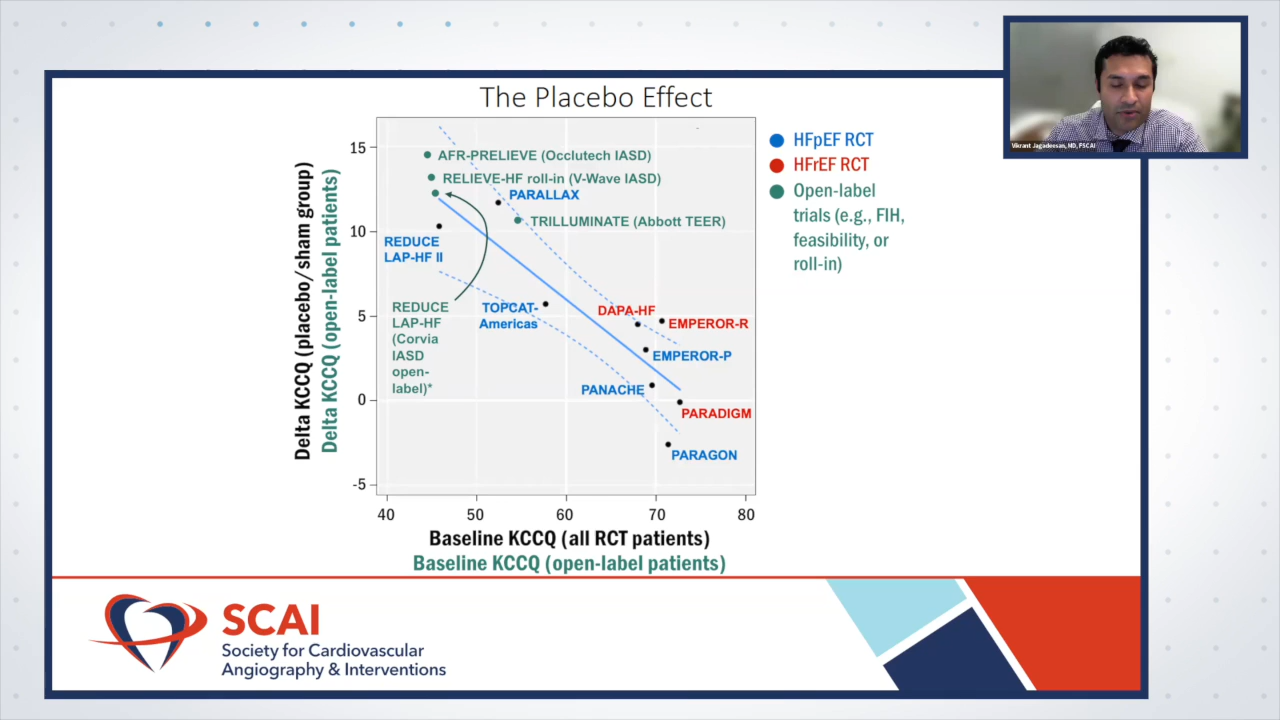 The Placebo Effect
Delta KCCQ (placebo/sham group)
Delta KCCQ (open-label patients)
15
10
5
0
-5
AFR-PRELIEVE (Occlutech IASD)
RELIEVE-HF roll-in (V-Wave IASD)
PARALLAX
TRILLUMINATE (Abbott TEER)
REDUCE
LAP-HF II
REDUCE
LAP-HF
(Corvia
IASD
open-
label)*
TOPCAT-
Americas
DAPA-HF
EMPEROR-R
EMPEROR-P
PANACHE
PARADIGM
PARAGON
40
50
60
70
80
Baseline KCCQ (all RCT patients)
Baseline KCCQ (open-label patients)
HFpEF RCT
HFrEF RCT
Open-label
trials (e.g., FIH,
feasibility, or
roll-in)
Vikrant Jagadeesan, MD, FSCAI
SCAI
Society for Cardiovascular
Angiography & Interventions